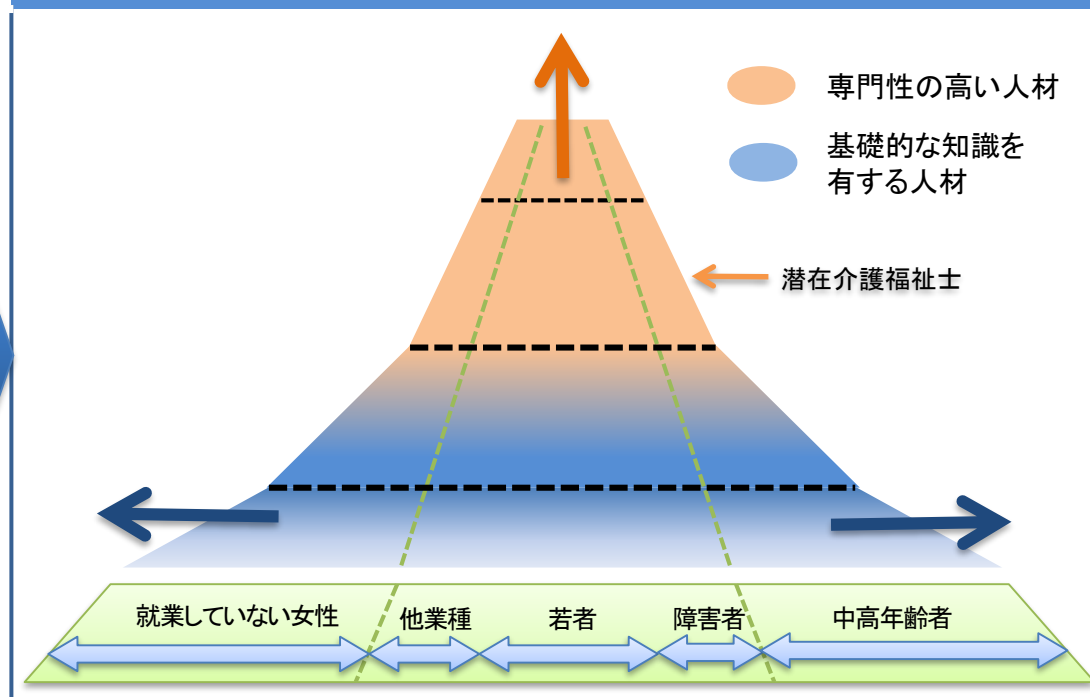 専門性の高い人材
基礎的な知識を
有する人材
潜在介護福祉士
就業していない女性
他業種
若者
障害者
中高年齢者